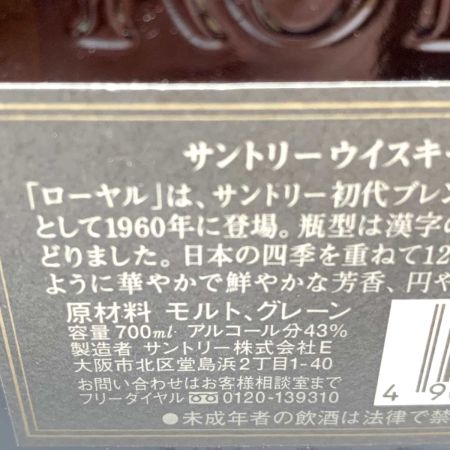 サントリーウイスキー
「ローヤル」は、サントリー初代ブレン
として1960年に登場。瓶型は漢字の
どりました。日本の四季を重ねて12
ように華やかで鮮やかな芳香、円や
原材料 モルト、グレーン
容量 700ml・アルコール分43%
製造者 サントリー株式会社E
大阪市北区堂島浜2丁目1-40
お問い合わせはお客様相談室まで
フリーダイヤル 0120-139310
4 9
●未成年者の飲酒は法律で禁